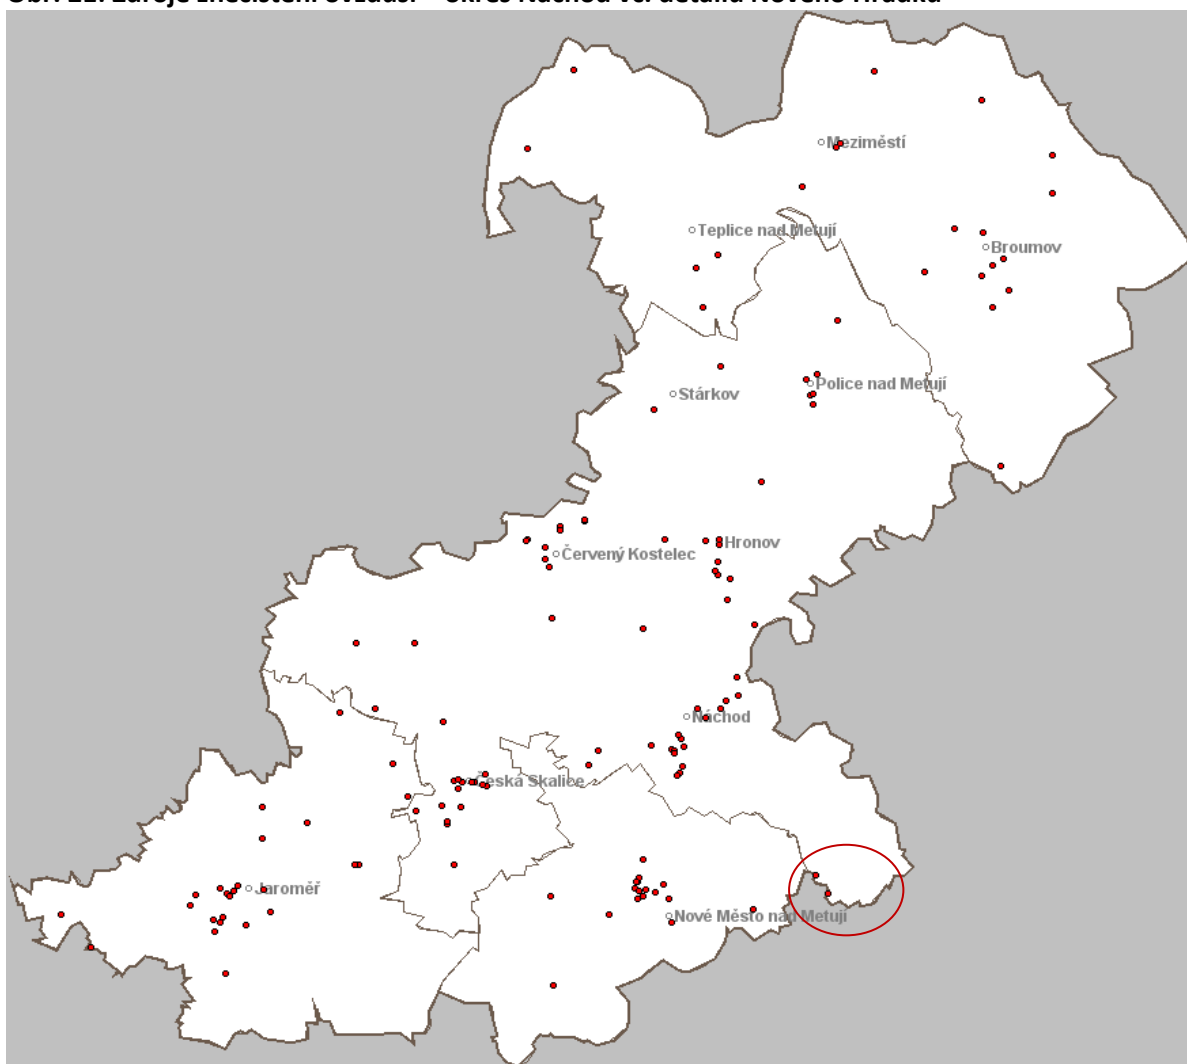 Meziměstí
Teplice nad Metují
Broumov
Police nad Metují
Stárkov
Hronov
Červený Kostelec
Náchod
Česká Skalice
Jaroměř
Nové Město nad Metují